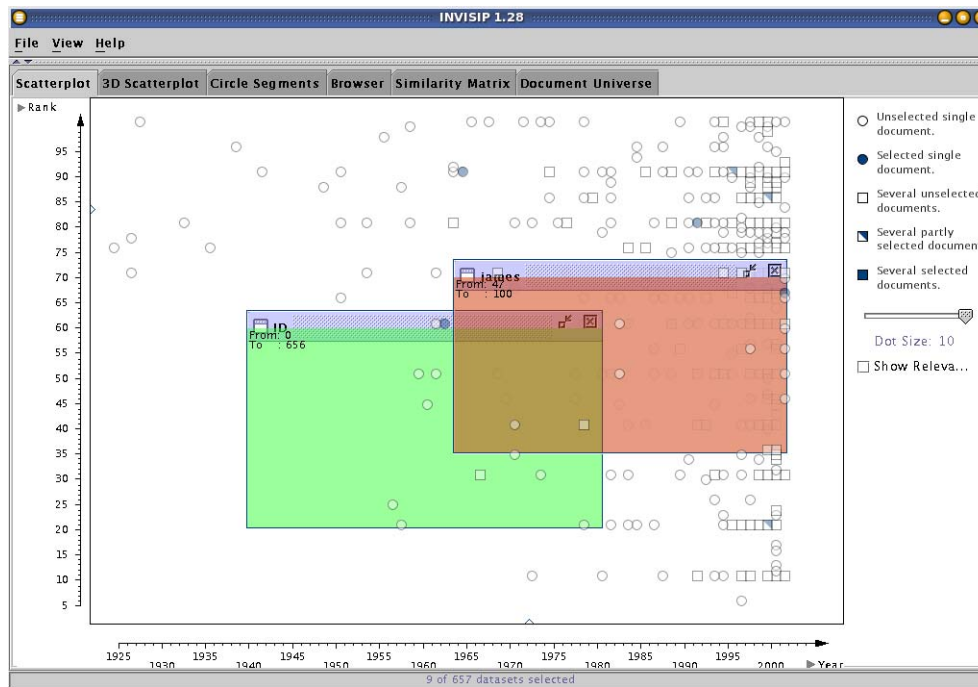 INVISIP 1.28
File View Help
Scatterplot 3D Scatterplot Circle Segments Browser Similarity Matrix Document Universe
Rank
95
90
85
80
75
70
65
60
55
50
45
40
35
30
25
20
15
10
5
james
From: 47
To : 100
ID
From: 0
To : 656
1925 1935 1945 1955 1965 1975 1985 1995
1930 1940 1950 1960 1970 1980 1990 2000
Year
Unselected single
document.
Selected single
document.
Several unselected
documents.
Several partly
selected document
Several selected
documents.
Dot Size: 10
Show Releva...
9 of 657 datasets selected